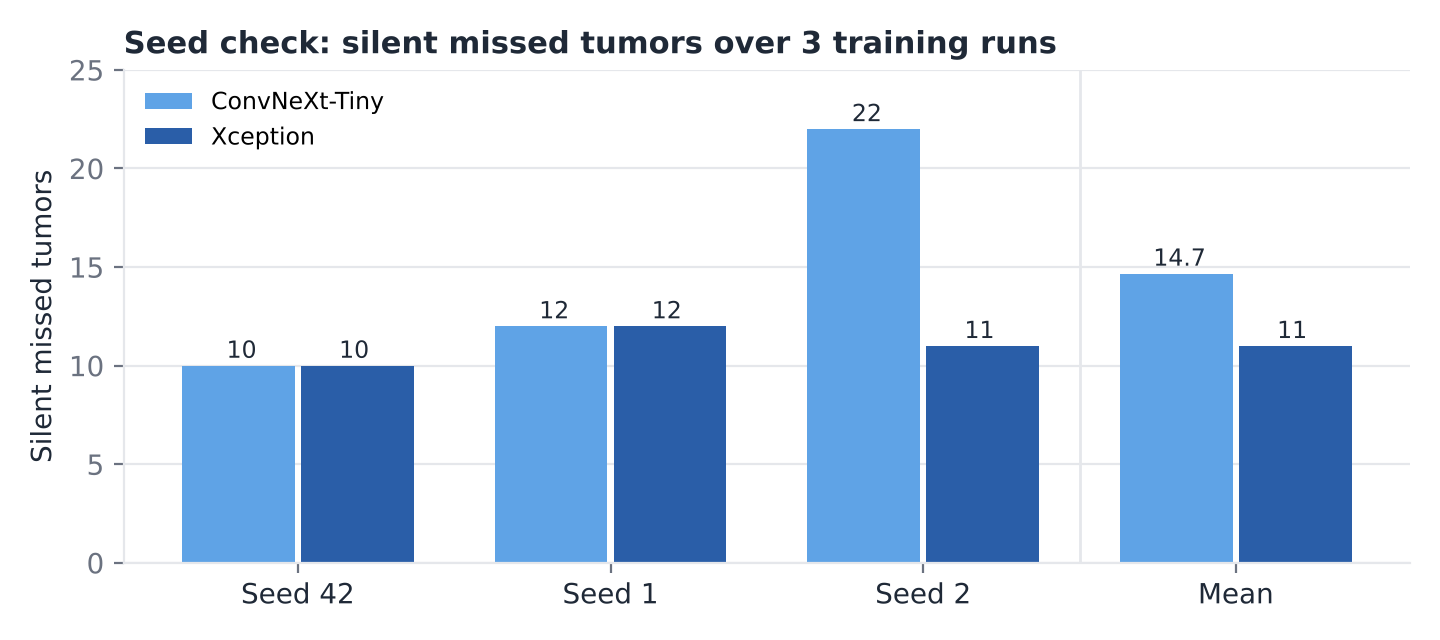 Seed check: silent missed tumors over 3 training runs
ConvNeXt-Tiny
Xception
Silent missed tumors
25
20
15
10
5
0
10
10
12
12
22
11
14.7
11
Seed 42
Seed 1
Seed 2
Mean